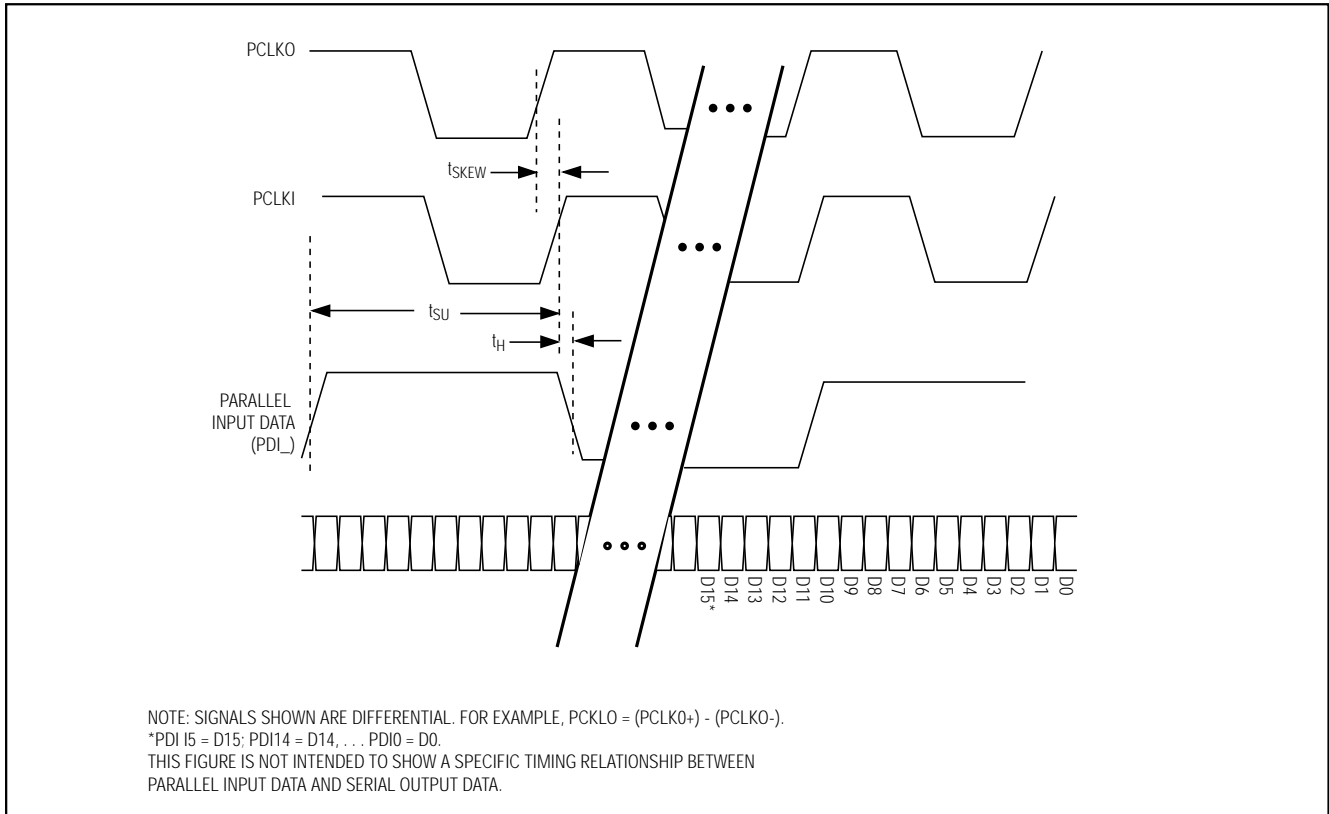 PCLKO
tSKEW
PCLKI
tSU
tH
PARALLEL
INPUT DATA
(PDI_)
D15*
D14
D13
D12
D11
D10
D9
D8
D7
D6
D5
D4
D3
D2
D1
D0
NOTE: SIGNALS SHOWN ARE DIFFERENTIAL. FOR EXAMPLE, PCKLO = (PCLK0+) - (PCLKO-).
*PDI I5 = D15; PDI14 = D14, . . . PDI0 = D0.
THIS FIGURE IS NOT INTENDED TO SHOW A SPECIFIC TIMING RELATIONSHIP BETWEEN
PARALLEL INPUT DATA AND SERIAL OUTPUT DATA.